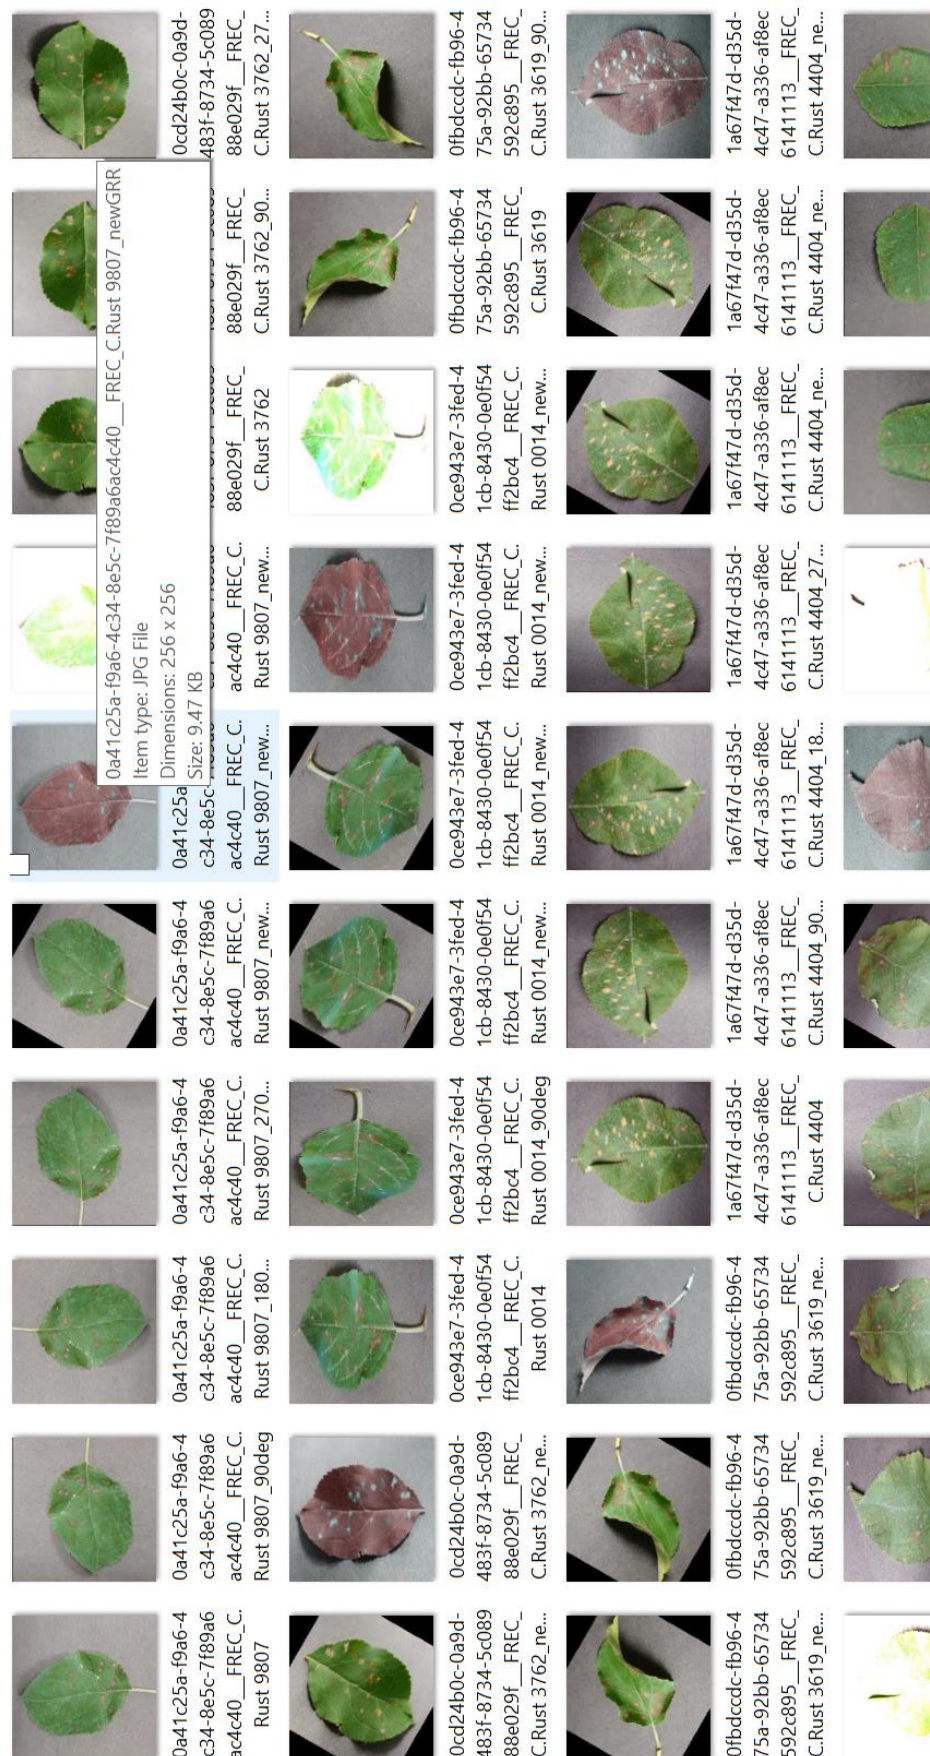 0a41c25a-f9a6-4
c34-8e5c-7f89a6
ac4c40__FREC_C.
Rust 9807
0a41c25a-f9a6-4
c34-8e5c-7f89a6
ac4c40__FREC_C.
Rust 9807_90deg
0a41c25a-f9a6-4
c34-8e5c-7f89a6
ac4c40__FREC_C.
Rust 9807_180...
0a41c25a-f9a6-4
c34-8e5c-7f89a6
ac4c40__FREC_C.
Rust 9807_270...
0a41c25a-f9a6-4
c34-8e5c-7f89a6
ac4c40__FREC_C.
Rust 9807_new...
0a41c25a
c34-8e5c-
ac4c40__FREC_C.
Rust 9807_new...
0a41c25a-f9a6-4c34-8e5c-7f89a6ac4c40__FREC_C.Rust 9807_newGRR
Item type: JPG File
Dimensions: 256 x 256
Size: 9.47 KB
ac4c40__FREC_C.
Rust 9807_new...
88e029f__FREC_
C.Rust 3762
88e029f__FREC_
C.Rust 3762_90...
0cd24b0c-0a9d-
483f-8734-5c089
88e029f__FREC_
C.Rust 3762_27...
0cd24b0c-0a9d-
483f-8734-5c089
88e029f__FREC_
C.Rust 3762_ne...
0cd24b0c-0a9d-
483f-8734-5c089
88e029f__FREC_
C.Rust 3762_ne...
0ce943e7-3fed-4
1cb-8430-0e0f54
ff2bc4__FREC_C.
Rust 0014
0ce943e7-3fed-4
1cb-8430-0e0f54
ff2bc4__FREC_C.
Rust 0014_90deg
0ce943e7-3fed-4
1cb-8430-0e0f54
ff2bc4__FREC_C.
Rust 0014_new...
0ce943e7-3fed-4
1cb-8430-0e0f54
ff2bc4__FREC_C.
Rust 0014_new...
0ce943e7-3fed-4
1cb-8430-0e0f54
ff2bc4__FREC_C.
Rust 0014_new...
0ce943e7-3fed-4
1cb-8430-0e0f54
ff2bc4__FREC_C.
Rust 0014_new...
0fbdccdc-fb96-4
75a-92bb-65734
592c895__FREC_
C.Rust 3619
0fbdccdc-fb96-4
75a-92bb-65734
592c895__FREC_
C.Rust 3619_90...
0fbdccdc-fb96-4
75a-92bb-65734
592c895__FREC_
C.Rust 3619_ne...
0fbdccdc-fb96-4
75a-92bb-65734
592c895__FREC_
C.Rust 3619_ne...
0fbdccdc-fb96-4
75a-92bb-65734
592c895__FREC_
C.Rust 3619_ne...
1a67f47d-d35d-
4c47-a336-af8ec
6141113__FREC_
C.Rust 4404
1a67f47d-d35d-
4c47-a336-af8ec
6141113__FREC_
C.Rust 4404_90...
1a67f47d-d35d-
4c47-a336-af8ec
6141113__FREC_
C.Rust 4404_18...
1a67f47d-d35d-
4c47-a336-af8ec
6141113__FREC_
C.Rust 4404_27...
1a67f47d-d35d-
4c47-a336-af8ec
6141113__FREC_
C.Rust 4404_ne...
1a67f47d-d35d-
4c47-a336-af8ec
6141113__FREC_
C.Rust 4404_ne...
1a67f47d-d35d-
4c47-a336-af8ec
6141113__FREC_
C.Rust 4404_ne...